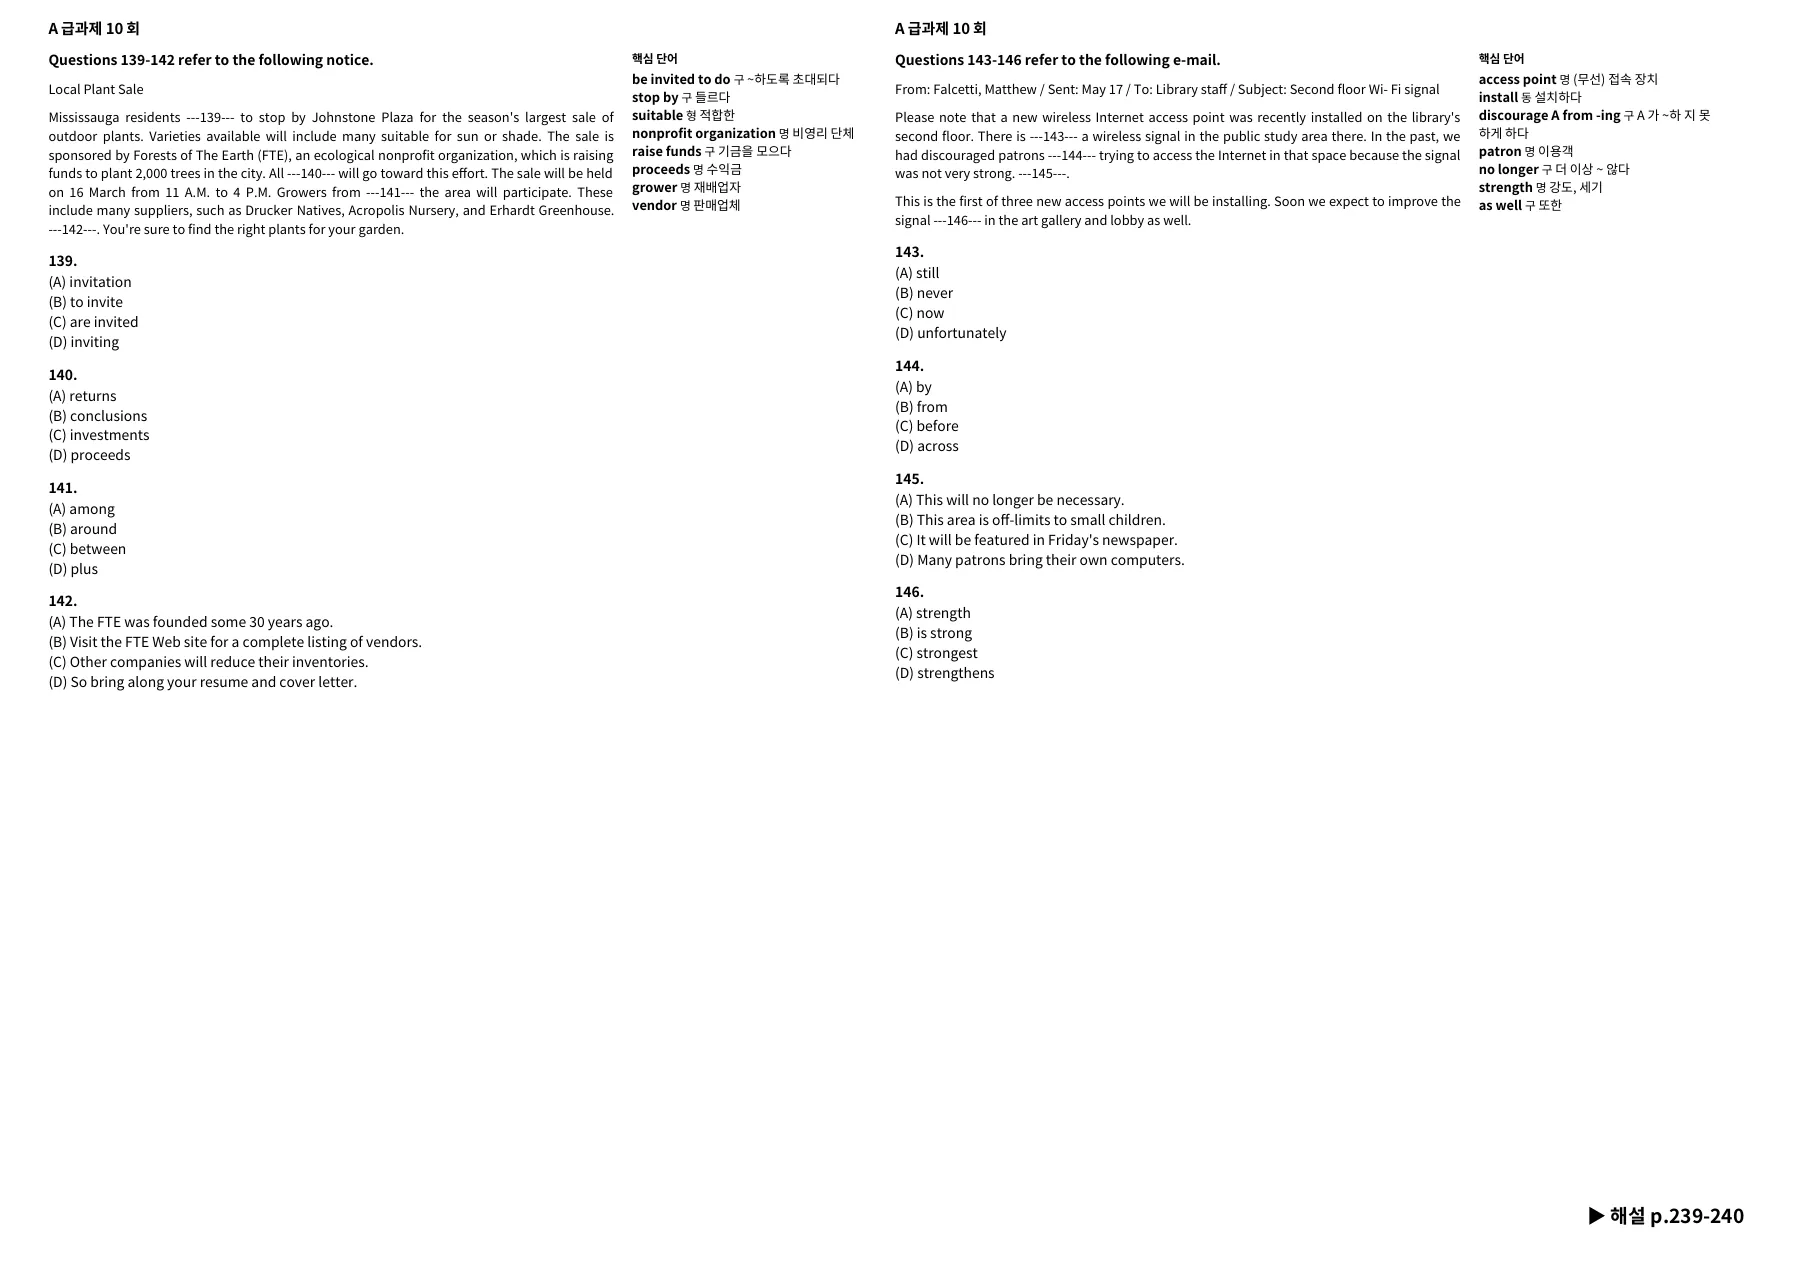 A 급과제 10 회
Questions 139-142 refer to the following notice.
Local Plant Sale
Mississauga residents ---139--- to stop by Johnstone Plaza for the season's largest sale of
outdoor plants. Varieties available will include many suitable for sun or shade. The sale is
sponsored by Forests of The Earth (FTE), an ecological nonprofit organization, which is raising
funds to plant 2,000 trees in the city. All ---140--- will go toward this effort. The sale will be held
on 16 March from 11 A.M. to 4 P.M. Growers from ---141--- the area will participate. These
include many suppliers, such as Drucker Natives, Acropolis Nursery, and Erhardt Greenhouse.
---142---. You're sure to find the right plants for your garden.
139.
(A) invitation
(B) to invite
(C) are invited
(D) inviting
140.
(A) returns
(B) conclusions
(C) investments
(D) proceeds
141.
(A) among
(B) around
(C) between
(D) plus
142.
(A) The FTE was founded some 30 years ago.
(B) Visit the FTE Web site for a complete listing of vendors.
(C) Other companies will reduce their inventories.
(D) So bring along your resume and cover letter.
핵심 단어
be invited to do 구 ~하도록 초대되다
stop by 구 들르다
suitable 형 적합한
nonprofit organization 명 비영리 단체
raise funds 구 기금을 모으다
proceeds 명 수익금
grower 명 재배업자
vendor 명 판매업체
A 급과제 10 회
Questions 143-146 refer to the following e-mail.
From: Falcetti, Matthew / Sent: May 17 / To: Library staff / Subject: Second floor Wi- Fi signal
Please note that a new wireless Internet access point was recently installed on the library's
second floor. There is ---143--- a wireless signal in the public study area there. In the past, we
had discouraged patrons ---144--- trying to access the Internet in that space because the signal
was not very strong. ---145---.
This is the first of three new access points we will be installing. Soon we expect to improve the
signal ---146--- in the art gallery and lobby as well.
143.
(A) still
(B) never
(C) now
(D) unfortunately
144.
(A) by
(B) from
(C) before
(D) across
145.
(A) This will no longer be necessary.
(B) This area is off-limits to small children.
(C) It will be featured in Friday's newspaper.
(D) Many patrons bring their own computers.
146.
(A) strength
(B) is strong
(C) strongest
(D) strengthens
핵심 단어
access point 명 (무선) 접속 장치
install 동 설치하다
discourage A from -ing 구 A 가 ~하 지 못
하게 하다
patron 명 이용객
no longer 구 더 이상 ~ 않다
strength 명 강도, 세기
as well 구 또한
▶ 해설 p.239-240